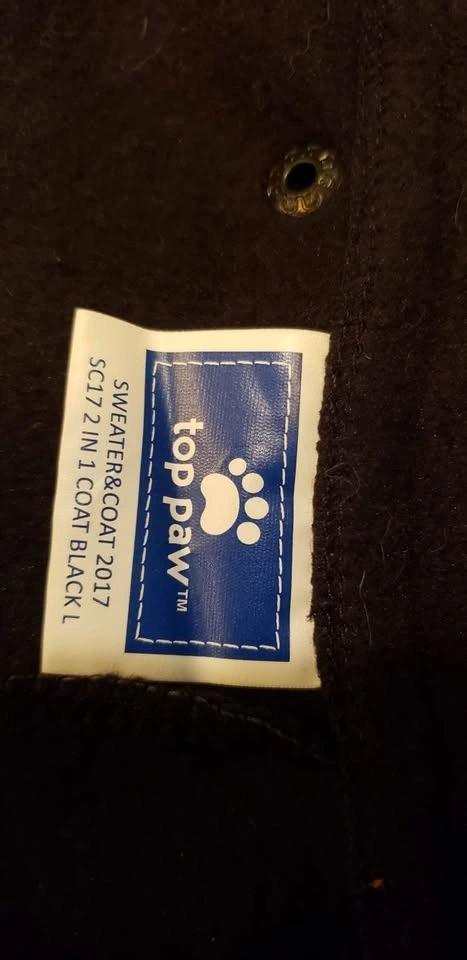 top paw™
SWEATER&COAT 2017
SC17 2 IN 1 COAT BLACK L